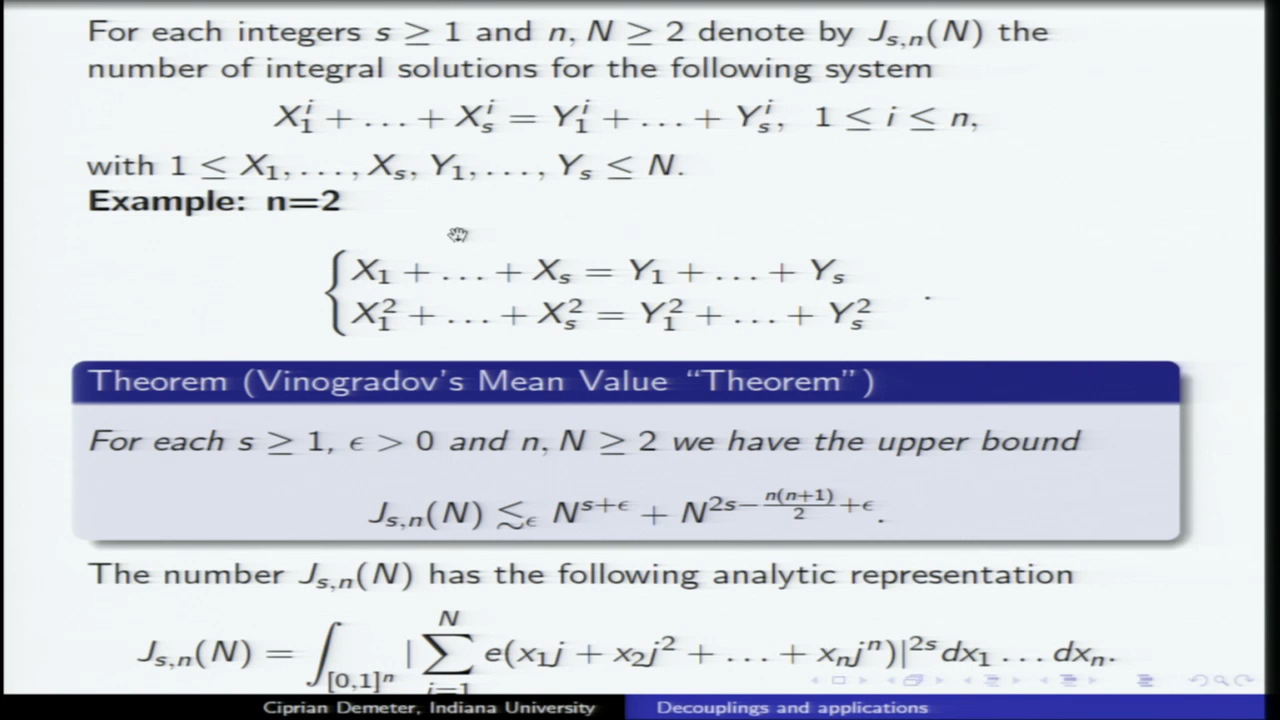 For each integers s ≥ 1 and n, N ≥ 2 denote by J_{s,n}(N) the
number of integral solutions for the following system
X_1^i + … + X_s^i = Y_1^i + … + Y_s^i, 1 ≤ i ≤ n,
with 1 ≤ X_1, …, X_s, Y_1, …, Y_s ≤ N.
Example: n=2
{ X_1 + … + X_s = Y_1 + … + Y_s
X_1^2 + … + X_s^2 = Y_1^2 + … + Y_s^2 .
Theorem (Vinogradov's Mean Value "Theorem")
For each s ≥ 1, ϵ > 0 and n, N ≥ 2 we have the upper bound
J_{s,n}(N) ≲_ϵ N^{s+ϵ} + N^{2s−\frac{n(n+1)}{2}+ϵ}.
The number J_{s,n}(N) has the following analytic representation
J_{s,n}(N) = ∫_{[0,1]^n} |∑_{j=1}^{N} e(x_1j + x_2j^2 + … + x_nj^n)|^{2s} dx_1 … dx_n.
Ciprian Demeter, Indiana University Decouplings and applications